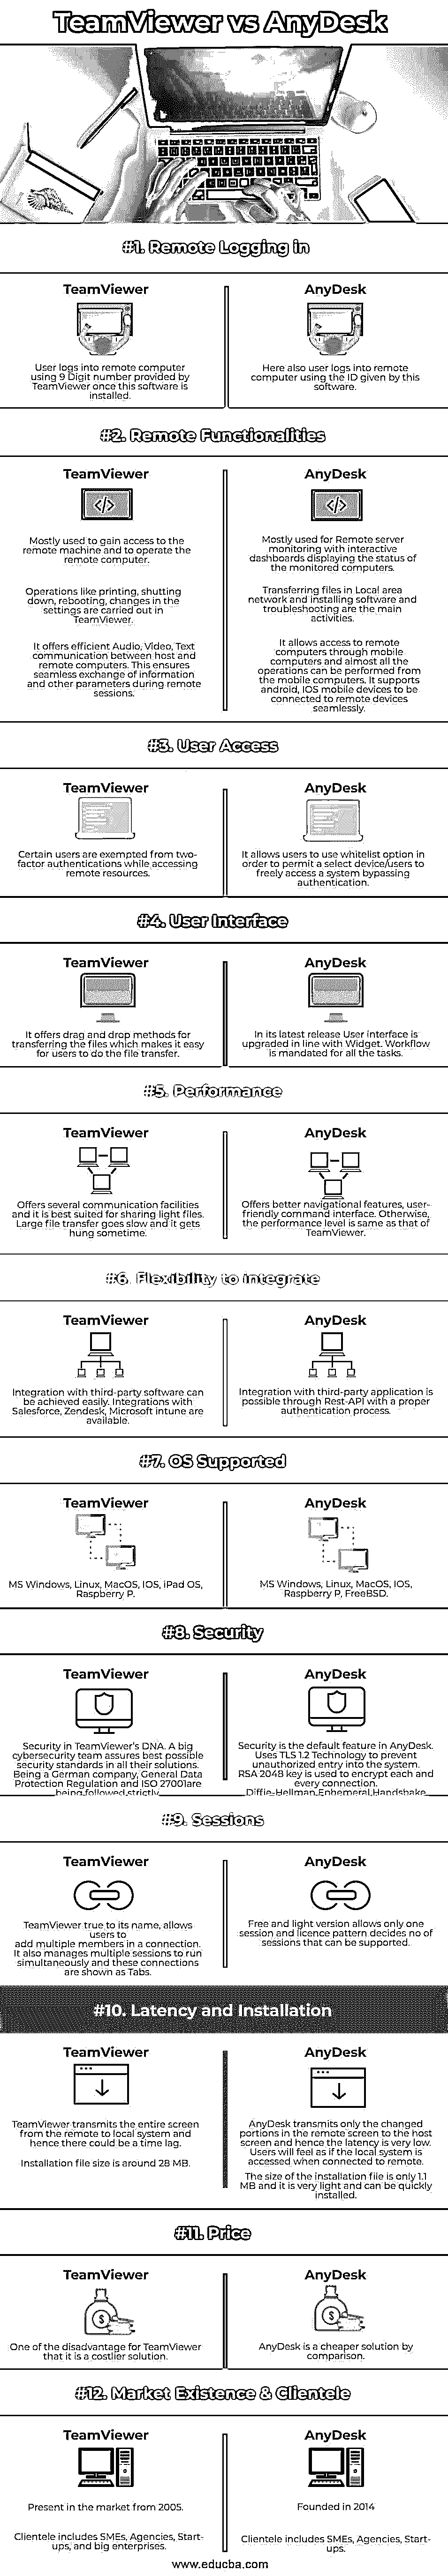 TeamViewer vs AnyDesk
#1. Remote Logging in
TeamViewer
User logs into remote computer
using 9 Digit number provided by
TeamViewer once this software is
installed.
AnyDesk
Here also user logs into remote
computer using the ID given by this
software.
#2. Remote Functionalities
TeamViewer
Mostly used to gain access to the
remote machine and to operate the
remote computer.
Operations like printing, shutting
down, rebooting, changes in the
settings are carried out in
TeamViewer.
It offers efficient Audio, Video, Text
communication between host and
remote computers. This ensures
seamless exchange of information
and other parameters during remote
sessions.
AnyDesk
Mostly used for Remote server
monitoring with interactive
dashboards displaying the status of
the monitored computers.
Transferring files in Local area
network and installing software and
troubleshooting are the main
activities.
It allows access to remote
computers through mobile
computers and almost all the
operations can be performed from
the mobile computers. It supports
android, IOS mobile devices to be
connected to remote devices
seamlessly.
#3. User Access
TeamViewer
Certain users are exempted from two-
factor authentications while accessing
remote resources.
AnyDesk
It allows users to use whitelist option in
order to permit a select device/users to
freely access a system bypassing
authentication.
#4. User Interface
TeamViewer
It offers drag and drop methods for
transferring the files which makes it easy
for users to do the file transfer.
AnyDesk
In its latest release User interface is
upgraded in line with Widget. Workflow
is mandated for all the tasks.
#5. Performance
TeamViewer
Offers several communication facilities
and it is best suited for sharing light files.
Large file transfer goes slow and it gets
hung sometime.
AnyDesk
Offers better navigational features, user-
friendly command interface. Otherwise,
the performance level is same as that of
TeamViewer.
#6. Flexibility to integrate
TeamViewer
Integration with third-party software can
be achieved easily. Integrations with
Salesforce, Zendesk, Microsoft intune are
available.
AnyDesk
Integration with third-party application is
possible through Rest-API with a proper
authentication process.
#7. OS Supported
TeamViewer
MS Windows, Linux, MacOS, IOS, iPad OS,
Raspberry P.
AnyDesk
MS Windows, Linux, MacOS, IOS,
Raspberry P, FreeBSD.
#8. Security
TeamViewer
Security in TeamViewer's DNA. A big
cybersecurity team assures best possible
security standards in all their solutions.
Being a German company, General Data
Protection Regulation and ISO 27001are
being followed strictly
AnyDesk
Security is the default feature in AnyDesk.
Uses TLS 1.2 Technology to prevent
unauthorized entry into the system.
RSA 2048 key is used to encrypt each and
every connection.
Diffie-Hellman Ephemeral Handshake
#9. Sessions
TeamViewer
TeamViewer true to its name, allows
users to
add multiple members in a connection.
It also manages multiple sessions to run
simultaneously and these connections
are shown as Tabs.
AnyDesk
Free and light version allows only one
session and licence pattern decides no of
sessions that can be supported.
#10. Latency and Installation
TeamViewer
TeamViewer transmits the entire screen
from the remote to local system and
hence there could be a time lag.
Installation file size is around 28 MB.
AnyDesk
AnyDesk transmits only the changed
portions in the remote screen to the host
screen and hence the latency is very low.
Users will feel as if the local system is
accessed when connected to remote.
The size of the installation file is only 1.1
MB and it is very light and can be quickly
installed.
#11. Price
TeamViewer
One of the disadvantage for TeamViewer
that it is a costlier solution.
AnyDesk
AnyDesk is a cheaper solution by
comparison.
#12. Market Existence & Clientele
TeamViewer
Present in the market from 2005.
Clientele includes SMEs, Agencies, Start-
ups, and big enterprises.
AnyDesk
Founded in 2014
Clientele includes SMEs, Agencies, Start-
ups.
www.educba.com